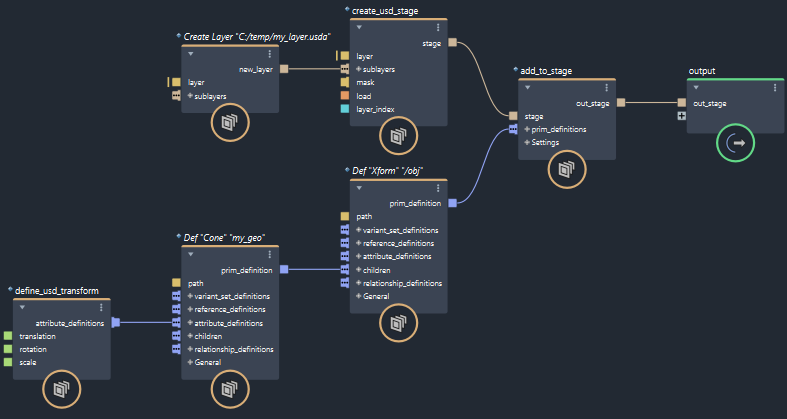 Create Layer "C:/temp/my_layer.usda"
new_layer
layer
sublayers
create_usd_stage
stage
layer
sublayers
mask
load
layer_index
add_to_stage
out_stage
stage
prim_definitions
Settings
output
out_stage
Def "Xform" "/obj"
prim_definition
path
variant_set_definitions
reference_definitions
attribute_definitions
children
relationship_definitions
General
Def "Cone" "my_geo"
prim_definition
path
variant_set_definitions
reference_definitions
attribute_definitions
children
relationship_definitions
General
define_usd_transform
attribute_definitions
translation
rotation
scale